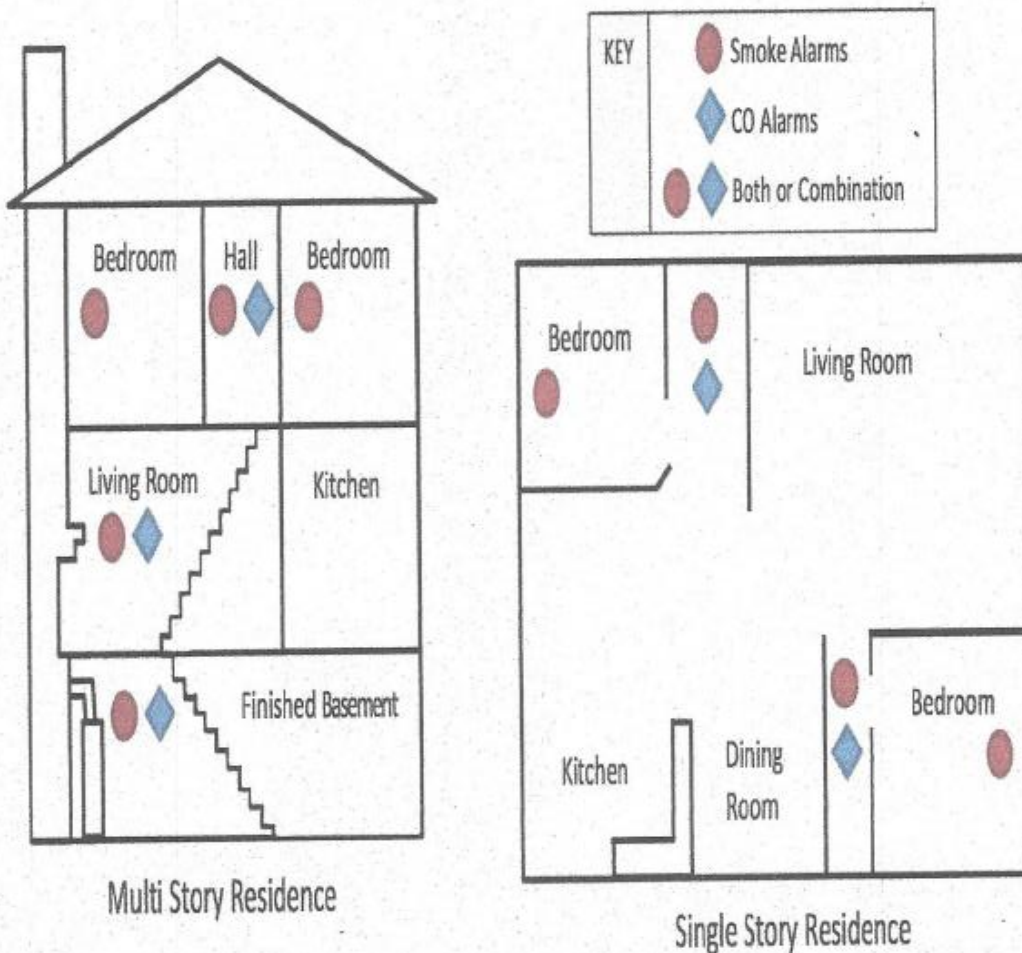 KEY
Smoke Alarms
CO Alarms
Both or Combination
Bedroom
Hall
Bedroom
Living Room
Kitchen
Finished Basement
Multi Story Residence
Bedroom
Living Room
Kitchen
Dining
Room
Bedroom
Single Story Residence